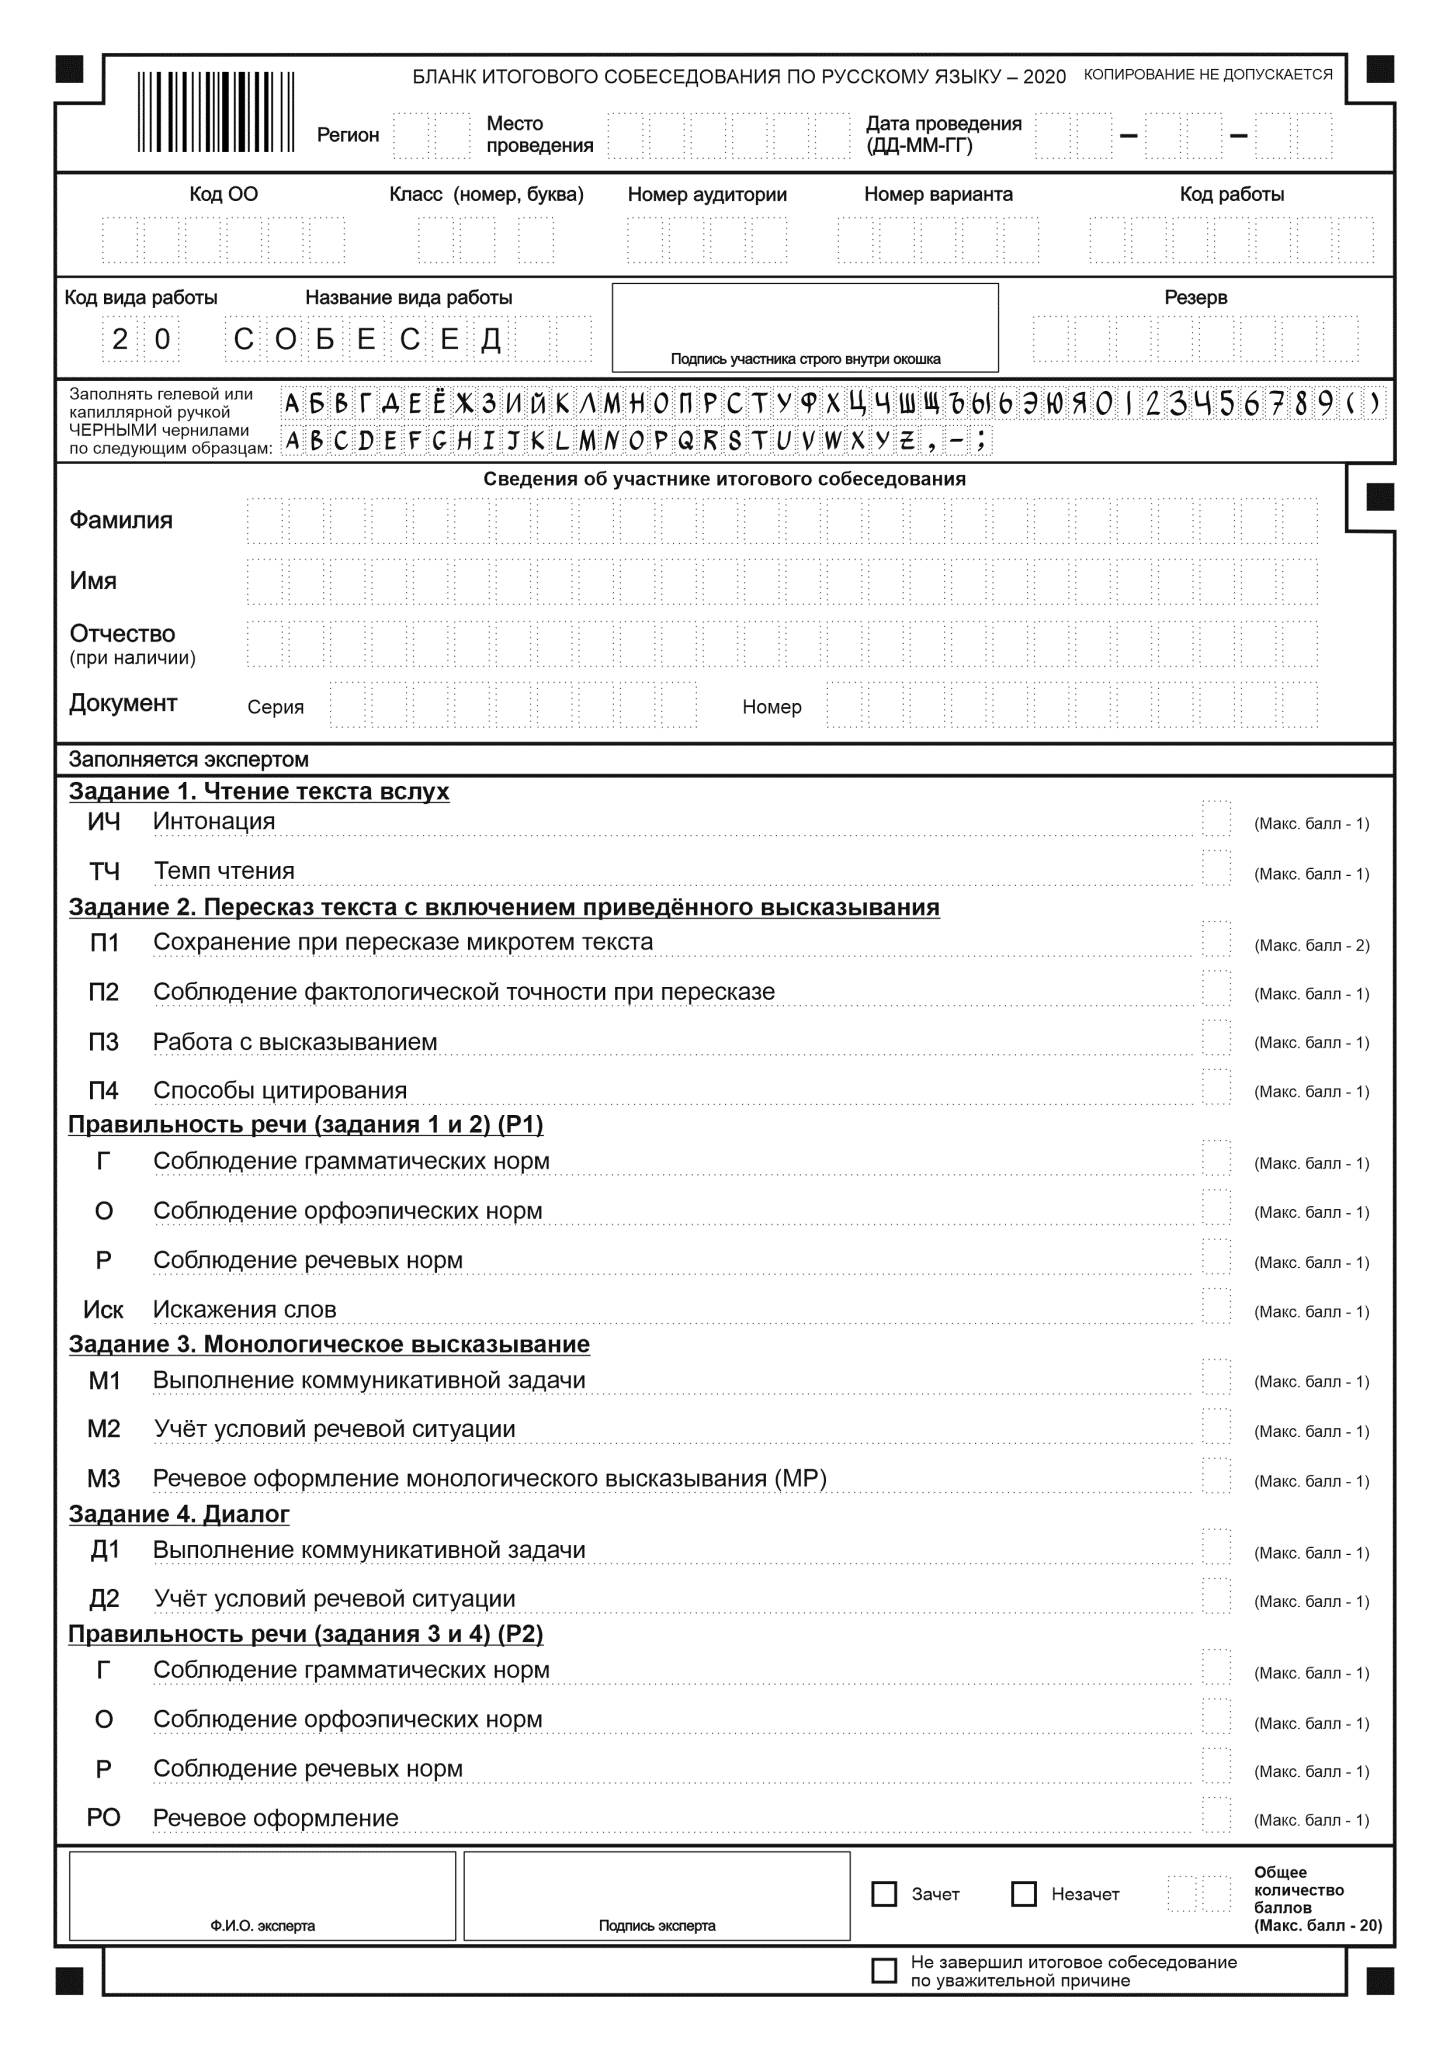 БЛАНК ИТОГОВОГО СОБЕСЕДОВАНИЯ ПО РУССКОМУ ЯЗЫКУ – 2020 КОПИРОВАНИЕ НЕ ДОПУСКАЕТСЯ
Регион Место проведения Дата проведения (ДД-ММ-ГГ) – –
Код ОО Класс (номер, буква) Номер аудитории Номер варианта Код работы
Код вида работы Название вида работы Резерв
20 СОБЕСЕД
Подпись участника строго внутри окошка
Заполнять гелевой или
капиллярной ручкой
ЧЕРНЫМИ чернилами
по следующим образцам:
А Б В Г Д Е Ё Ж З И Й К Л М Н О П Р С Т У Ф Х Ц Ч Ш Щ Ъ Ы Ь Э Ю Я 0 1 2 3 4 5 6 7 8 9 ( )
A B C D E F G H I J K L M N O P Q R S T U V W X Y Z , – ;
Сведения об участнике итогового собеседования
Фамилия
Имя
Отчество
(при наличии)
Документ Серия Номер
Заполняется экспертом
Задание 1. Чтение текста вслух
ИЧ Интонация (Макс. балл - 1)
ТЧ Темп чтения (Макс. балл - 1)
Задание 2. Пересказ текста с включением приведённого высказывания
П1 Сохранение при пересказе микротем текста (Макс. балл - 2)
П2 Соблюдение фактологической точности при пересказе (Макс. балл - 1)
П3 Работа с высказыванием (Макс. балл - 1)
П4 Способы цитирования (Макс. балл - 1)
Правильность речи (задания 1 и 2) (Р1)
Г Соблюдение грамматических норм (Макс. балл - 1)
О Соблюдение орфоэпических норм (Макс. балл - 1)
Р Соблюдение речевых норм (Макс. балл - 1)
Иск Искажения слов (Макс. балл - 1)
Задание 3. Монологическое высказывание
М1 Выполнение коммуникативной задачи (Макс. балл - 1)
М2 Учёт условий речевой ситуации (Макс. балл - 1)
М3 Речевое оформление монологического высказывания (МР) (Макс. балл - 1)
Задание 4. Диалог
Д1 Выполнение коммуникативной задачи (Макс. балл - 1)
Д2 Учёт условий речевой ситуации (Макс. балл - 1)
Правильность речи (задания 3 и 4) (Р2)
Г Соблюдение грамматических норм (Макс. балл - 1)
О Соблюдение орфоэпических норм (Макс. балл - 1)
Р Соблюдение речевых норм (Макс. балл - 1)
РО Речевое оформление (Макс. балл - 1)
Ф.И.О. эксперта Подпись эксперта Зачет Незачет
Общее
количество
баллов
(Макс. балл - 20)
Не завершил итоговое собеседование
по уважительной причине